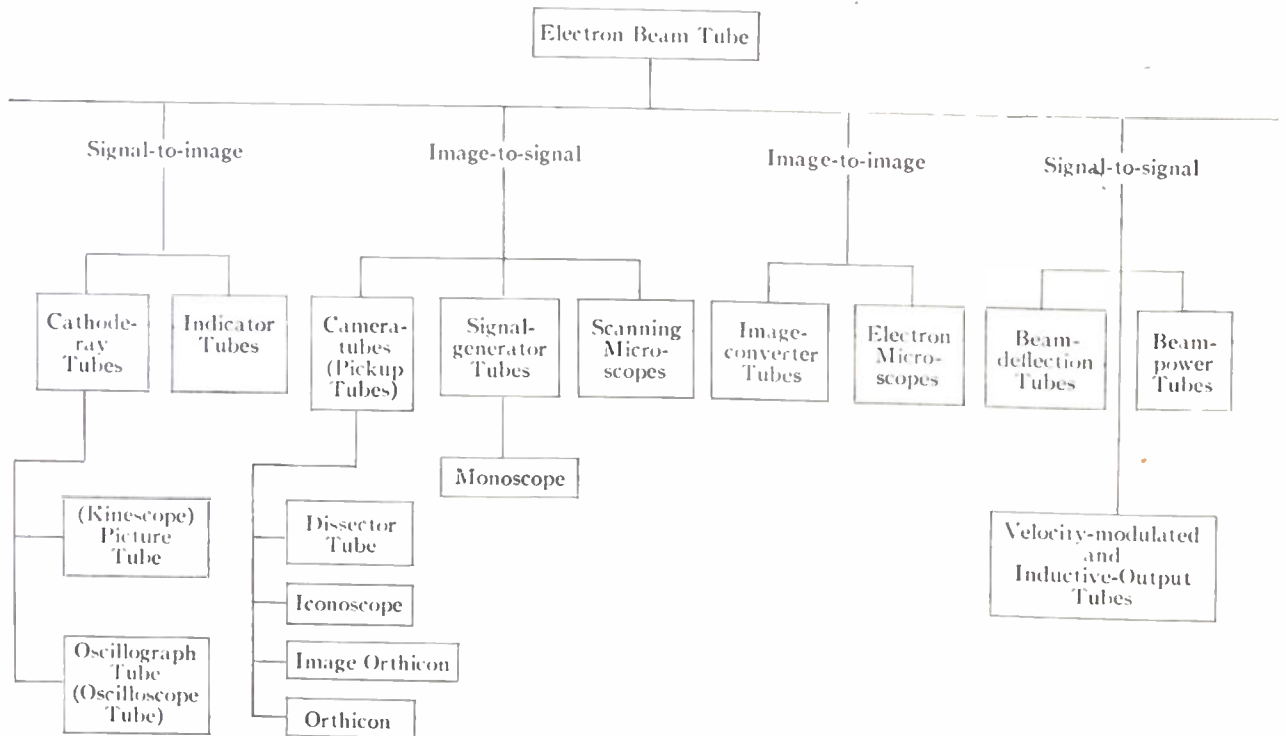 Electron Beam Tube
Signal-to-image
Image-to-signal
Image-to-image
Signal-to-signal
Cathode-
ray
Tubes
Indicator
Tubes
Camera-
tubes
(Pickup
Tubes)
Signal-
generator
Tubes
Scanning
Micro-
scopes
Image-
converter
Tubes
Electron
Micro-
scopes
Beam-
deflection
Tubes
Beam-
power
Tubes
(Kinescope)
Picture
Tube
Oscillograph
Tube
(Oscilloscope
Tube)
Dissector
Tube
Iconoscope
Image Orthicon
Orthicon
Monoscope
Velocity-modulated
and
Inductive-Output
Tubes